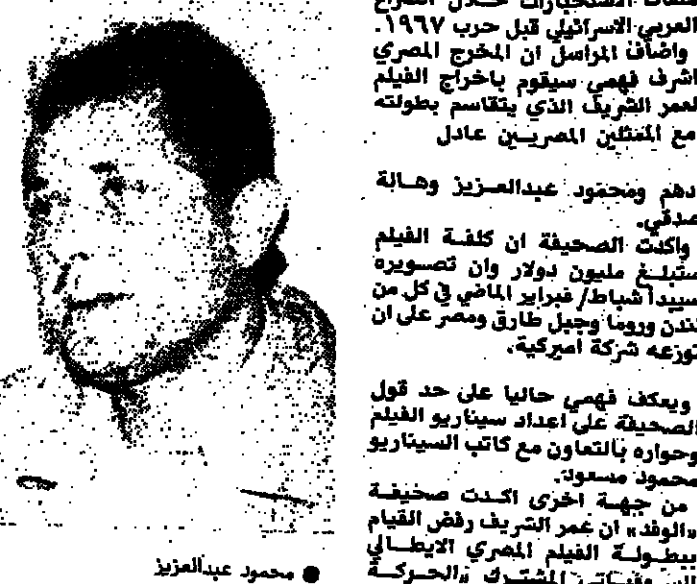 العربي الاسرائيلي قبل حرب ١٩٦٧.
واضاف المراسل ان المخرج المصري
اشرف فهمي سيقوم باخراج الفيلم
لعمر الشريف الذي يتقاسم بطولته
مع الممثلين المصريين عادل
دهم ومحمود عبدالعزيز وهالة
صدقي.
واكدت الصحيفة ان كلفة الفيلم
ستبلغ مليون دولار وان تصويره
سيبدأ شباط/ فبراير الماضي في كل من
لندن وروما وجبل طارق ومصر على ان
توزعه شركة اميركية.
ويعكف فهمي حاليا على حد قول
الصحيفة على اعداد سيناريو الفيلم
وحواره بالتعاون مع كاتب السيناريو
محمود مسعود.
من جهة اخرى اكدت صحيفة
«الوفد» ان عمر الشريف رفض القيام
ببطولة الفيلم المصري الايطالي
المشترك «الحركة
● محمود عبدالعزيز